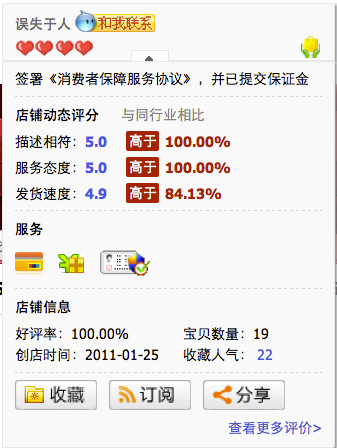 误失于人 和我联系
签署《消费者保障服务协议》，并已提交保证金
店铺动态评分 与同行业相比
描述相符：5.0 高于 100.00%
服务态度：5.0 高于 100.00%
发货速度：4.9 高于 84.13%
服务
店铺信息
好评率：100.00% 宝贝数量：19
创店时间：2011-01-25 收藏人气：22
收藏 订阅 分享
查看更多评价>